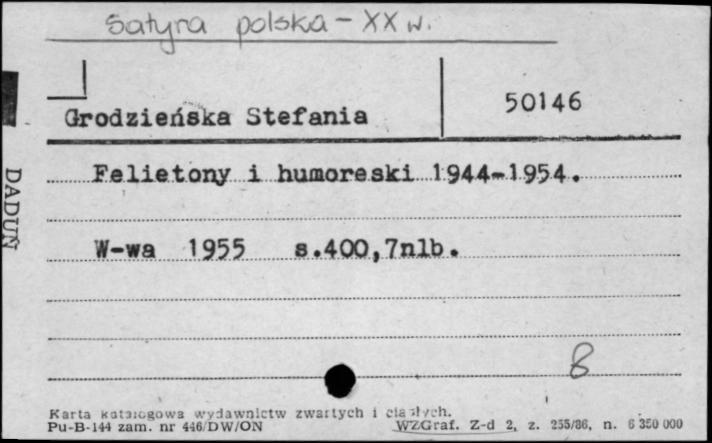 Satyra polska - XX w.
50146
Grodzieńska Stefania
Felietony i humoreski 1944-1954.
W-wa 1955 s.400,7nlb.
8
DADUŃ
Karta katalogowa wydawnictw zwartych i ciągłych.
Pu-B-144 zam. nr 446/DW/ON WZGraf. Z-d 2, z. 255/86, n. 6 350 000